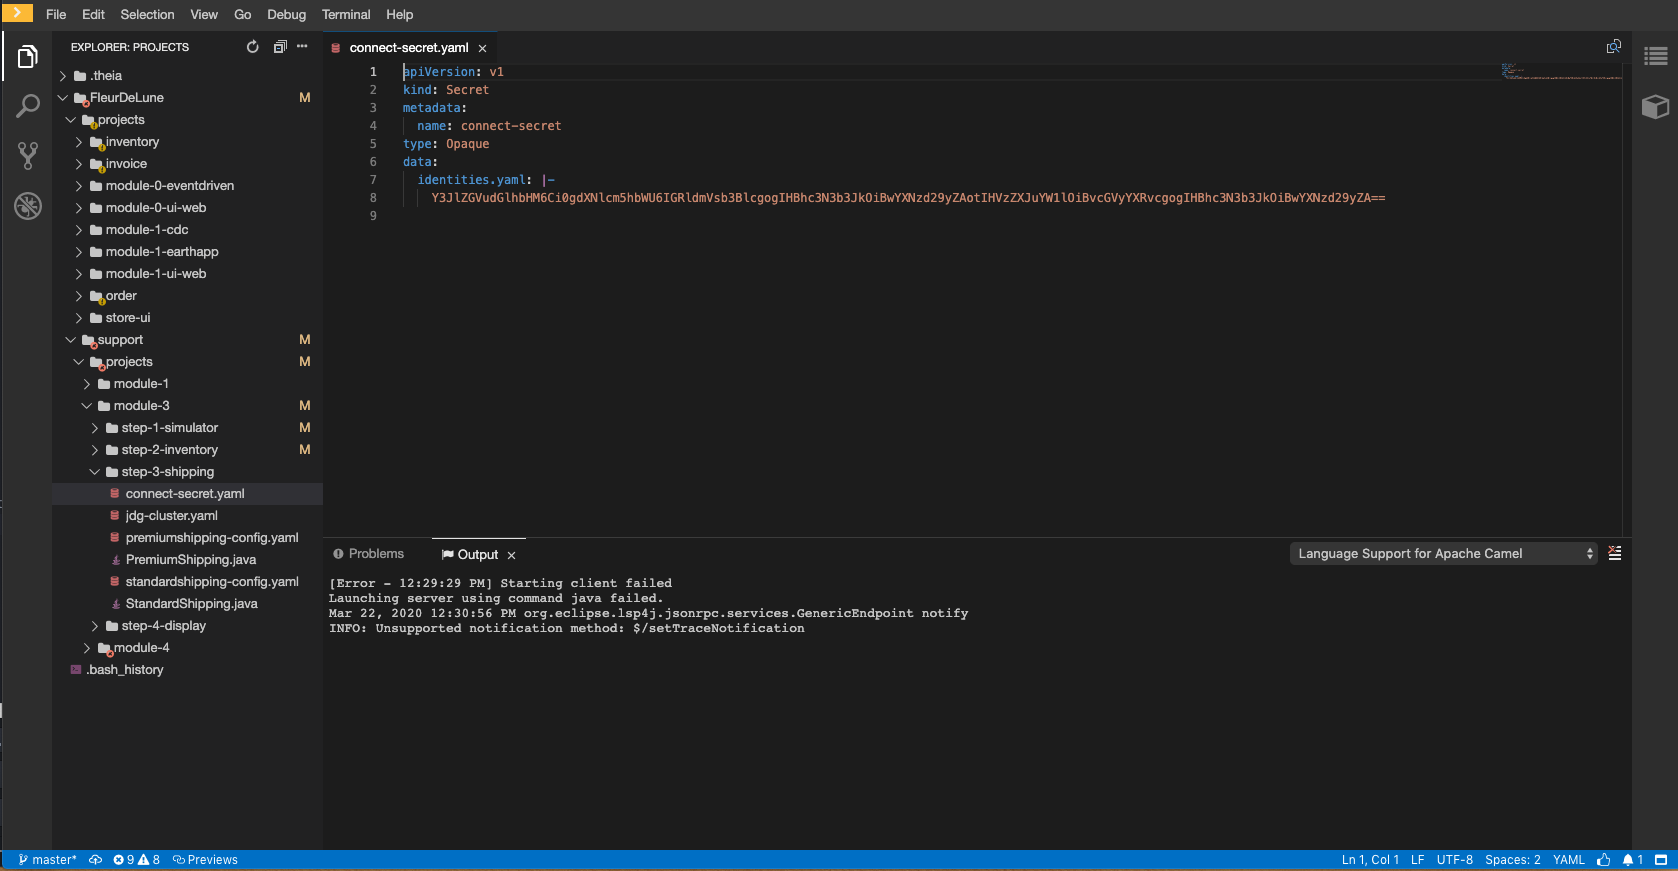 File Edit Selection View Go Debug Terminal Help
EXPLORER: PROJECTS
.theia
FleurDeLune M
projects
inventory
invoice
module-0-eventdriven
module-0-ui-web
module-1-cdc
module-1-earthapp
module-1-ui-web
order
store-ui
support M
projects M
module-1
module-3 M
step-1-simulator M
step-2-inventory M
step-3-shipping
connect-secret.yaml
jdg-cluster.yaml
premiumshipping-config.yaml
PremiumShipping.java
standardshipping-config.yaml
StandardShipping.java
step-4-display
module-4
.bash_history
connect-secret.yaml
1 apiVersion: v1
2 kind: Secret
3 metadata:
4 name: connect-secret
5 type: Opaque
6 data:
7 identities.yaml: |-
8 Y3JlZGVudGlhbHM6Ci0gdXNlcm5hbWU6IGRldmVsb3BlcgogIHBhc3N3b3JkOiBwYXNzd29yZAotIHVzZXJuYW1lOiBvcGVyYXRvcgogIHBhc3N3b3JkOiBwYXNzd29yZA==
9
Problems Output
Language Support for Apache Camel
[Error - 12:29:29 PM] Starting client failed
Launching server using command java failed.
Mar 22, 2020 12:30:56 PM org.eclipse.lsp4j.jsonrpc.services.GenericEndpoint notify
INFO: Unsupported notification method: $/setTraceNotification
master* 9 8 Previews
Ln 1, Col 1 LF UTF-8 Spaces: 2 YAML 1